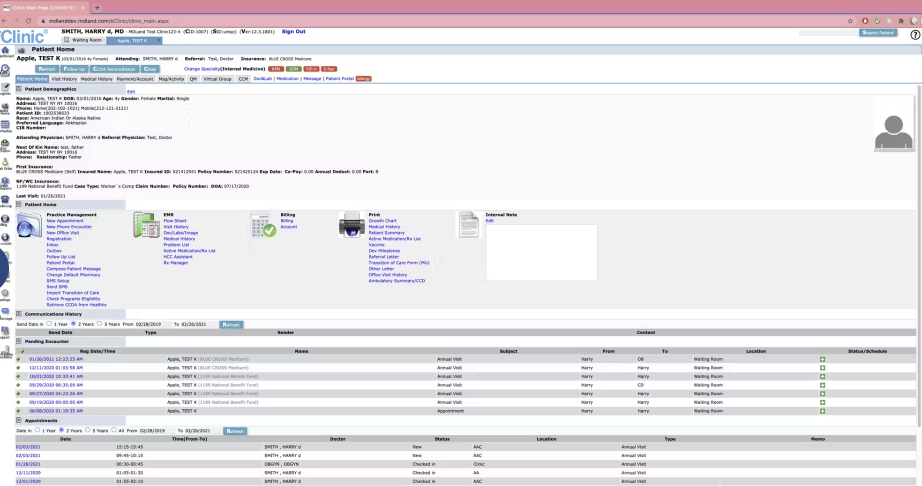 iClinic Main Page (iClinic01)
mdlanddev.mdland.com/eClinic/clinic_main.aspx
iClinic®
SMITH, HARRY d, MD - MDLand Test Clinic123-4 (CID:1007) (SID:ump) (Ver:12.3.1801) Sign Out
Waiting Room Apple, TEST K
Search Patient
Patient Home
Apple, TEST K (03/01/2016 4y Female) Attending: SMITH, HARRY d Referral: Test, Doctor Insurance: BLUE CROSS Medicare
Refresh Follow Up CCDA Reconciliation Close Change Specialty(Internal Medicine)
Patient Home Visit History Medical History Payment/Account Msg/Activity QM Virtual Group CCM DocsLab | Medication | Message | Patient Portal Allergy
Patient Demographics Edit
Name: Apple, TEST K DOB: 03/01/2016 Age: 4y Gender: Female Marital: Single
Address: TEST NY NY 10016
Phone: Home(202-102-1021) Mobile(212-121-2121)
Patient ID: 1002538533
Race: American Indian Or Alaska Native
Preferred Language: Abkhazian
CIR Number:
Attending Physician: SMITH, HARRY d Referral Physician: Test, Doctor
Next Of Kin Name: test, father
Address: TEST NY NY 10016
Phone: Relationship: Father
First Insurance:
BLUE CROSS Medicare (Self) Insured Name: Apple, TEST K Insured ID: 521412541 Policy Number: 521425124 Exp Date: Co-Pay: 0.00 Annual Deduct: 0.00 Part: B
NF/WC Insurance:
1199 National Benefit Fund Case Type: Worker`s Comp Claim Number: Policy Number: DOA: 07/17/2020
Last Visit: 01/26/2021
Patient Home
Practice Management
New Appointment
New Phone Encounter
New Office Visit
Registration
Inbox
Outbox
Follow Up List
Patient Portal
Compose Patient Message
Change Default Pharmacy
SMS Setup
Send SMS
Import Transition of Care
Check Programs Eligibility
Retrieve CCDA from Healthix
EMR
Flow Sheet
Visit History
Doc/Labs/Image
Medical History
Problem List
Active Medication/Rx List
HCC Assistant
Rx Manager
Billing
Billing
Account
Print
Growth Chart
Medical History
Patient Summary
Active Medication/Rx List
Vaccine
Dev Milestones
Referral Letter
Transition of Care Form (MU)
Other Letter
Office Visit History
Ambulatory Summary/CCD
Internal Note
Edit
Communications History
Send Date in 1 Year 2 Years 5 Years From 02/28/2019 To 02/26/2021 Refresh
Send Date Type Sender Content
Pending Encounter
Reg Date/Time Name Subject From To Location Status/Schedule
01/26/2021 12:23:25 AM Apple, TEST K (BLUE CROSS Medicare) Annual Visit Harry OB Waiting Room
12/11/2020 01:03:58 AM Apple, TEST K (BLUE CROSS Medicare) Annual Visit Harry Harry Waiting Room
10/01/2020 10:33:41 AM Apple, TEST K (1199 National Benefit Fund) Annual Visit Harry Harry Waiting Room
09/29/2020 06:35:09 AM Apple, TEST K (1199 National Benefit Fund) Annual Visit Harry CD Waiting Room
09/27/2020 04:23:26 AM Apple, TEST K (1199 National Benefit Fund) Annual Visit Harry Harry Waiting Room
09/19/2020 09:00:00 AM Apple, TEST K (1199 National Benefit Fund) Annual Visit Harry Harry Waiting Room
06/08/2020 01:19:35 AM Apple, TEST K Appointment Harry Harry Waiting Room
Appointments
Date in 1 Year 2 Years 5 Years All From 02/28/2019 To 02/26/2021 Refresh
Date Time(From-To) Doctor Status Location Type Memo
02/03/2021 15:15-15:45 SMITH , HARRY d New AAC Annual Visit
02/03/2021 09:45-10:15 SMITH , HARRY d New AAC Annual Visit
01/26/2021 00:30-00:45 OBGYN , OBGYN Checked in Clinic Annual Visit
12/11/2020 01:05-01:20 SMITH , HARRY d Checked in AA Annual Visit
12/01/2020 01:55-02:10 SMITH , HARRY d Checked in AAC Annual Visit